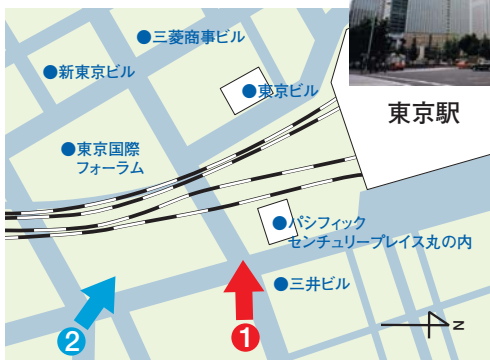 三菱商事ビル
新東京ビル
東京ビル
東京駅
東京国際
フォーラム
パシフィック
センチュリープレイス丸の内
三井ビル
1
2
N